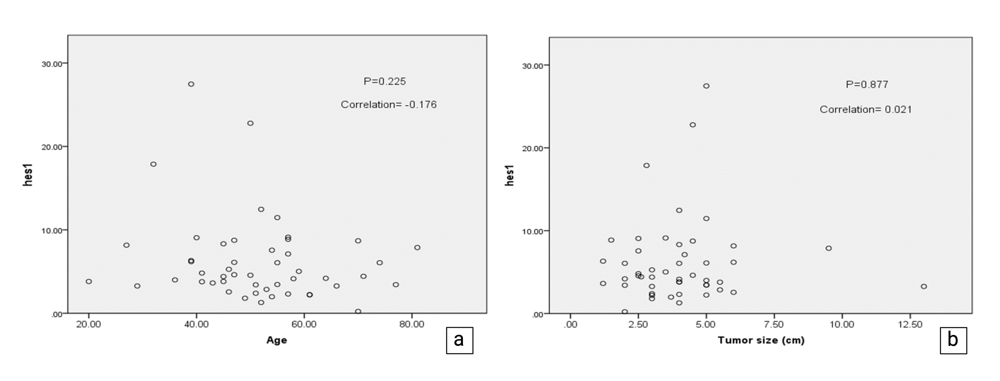 30.00
20.00
10.00
.00
hes1
P=0.225
Correlation= -0.176
20.00 40.00 60.00 80.00
Age
a
30.00
20.00
10.00
.00
hes1
P=0.877
Correlation= 0.021
.00 2.50 5.00 7.50 10.00 12.50
Tumor size (cm)
b